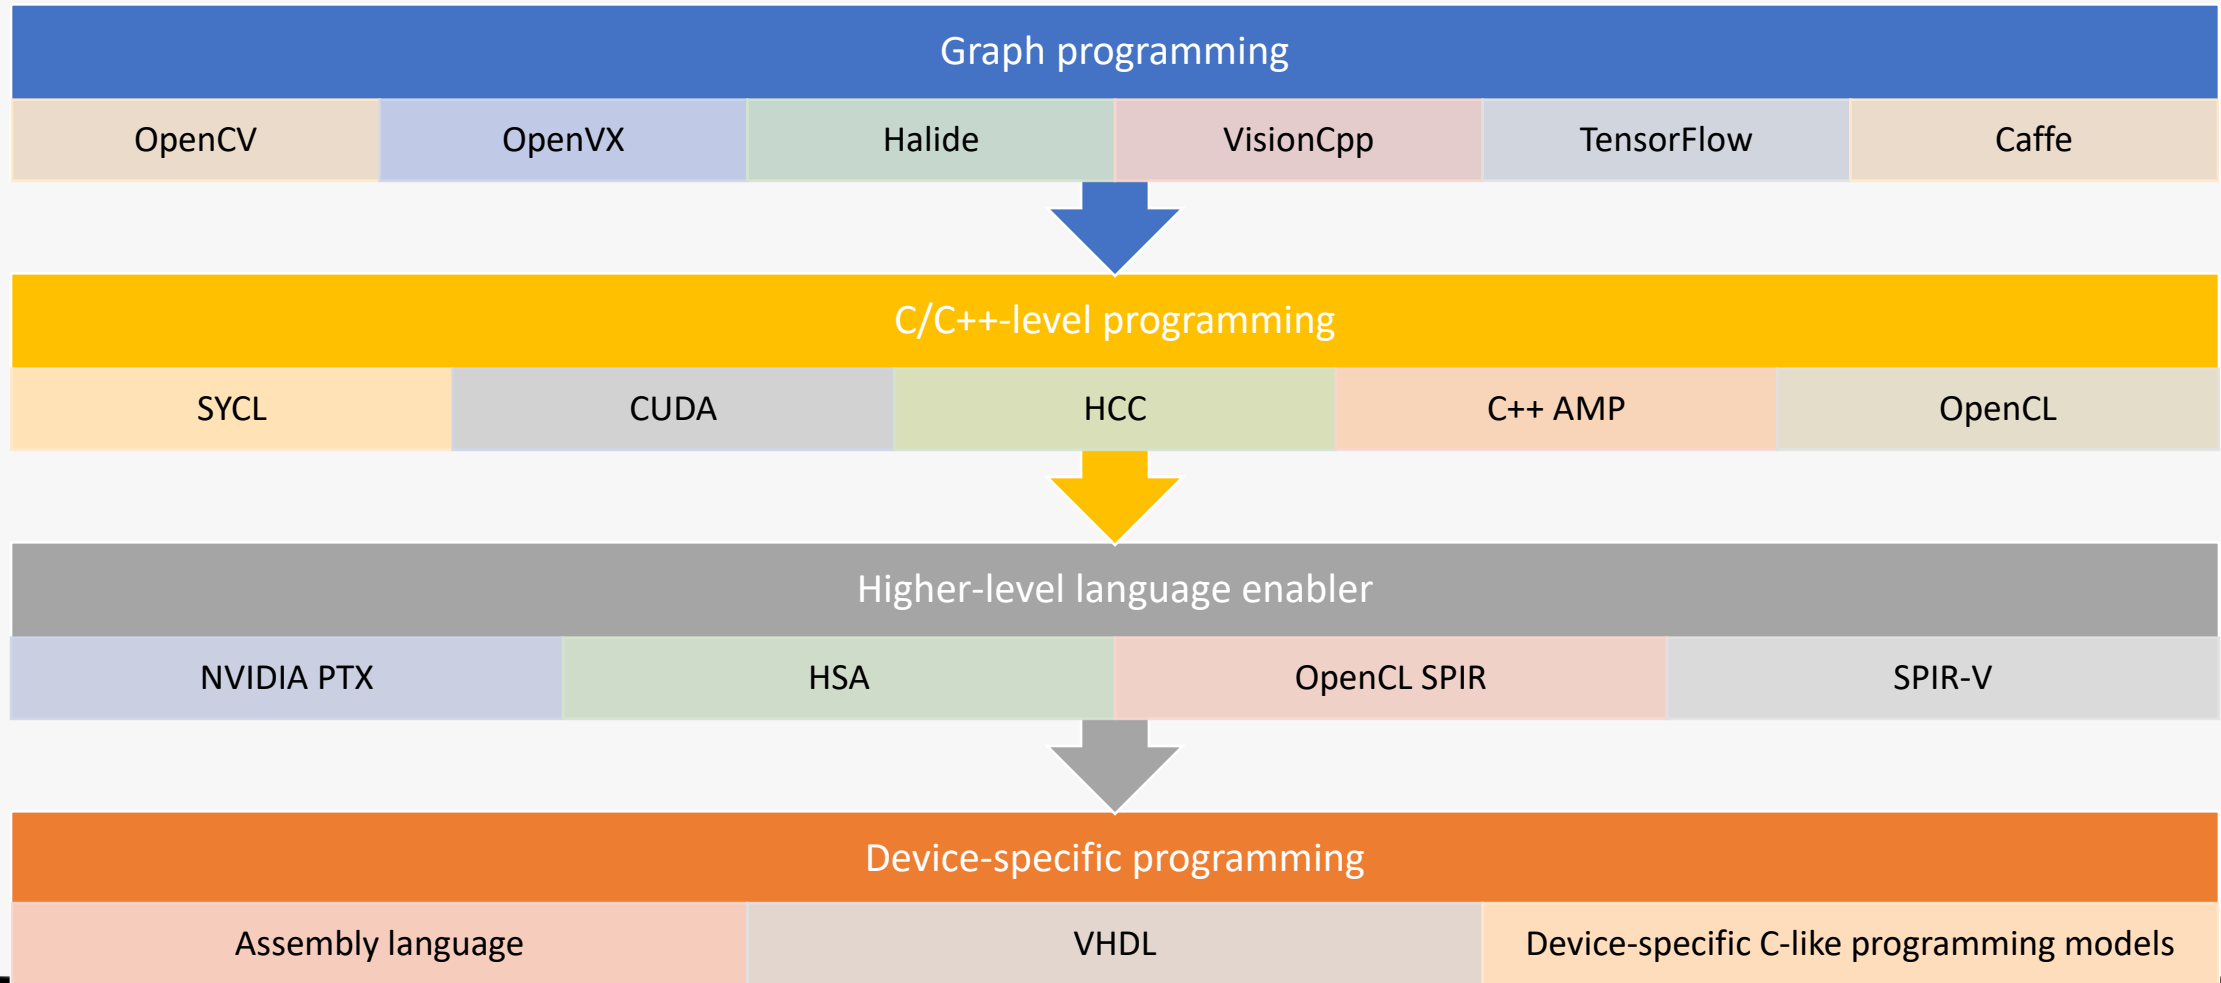 Graph programming
OpenCV OpenVX Halide VisionCpp TensorFlow Caffe
C/C++-level programming
SYCL CUDA HCC C++ AMP OpenCL
Higher-level language enabler
NVIDIA PTX HSA OpenCL SPIR SPIR-V
Device-specific programming
Assembly language VHDL Device-specific C-like programming models